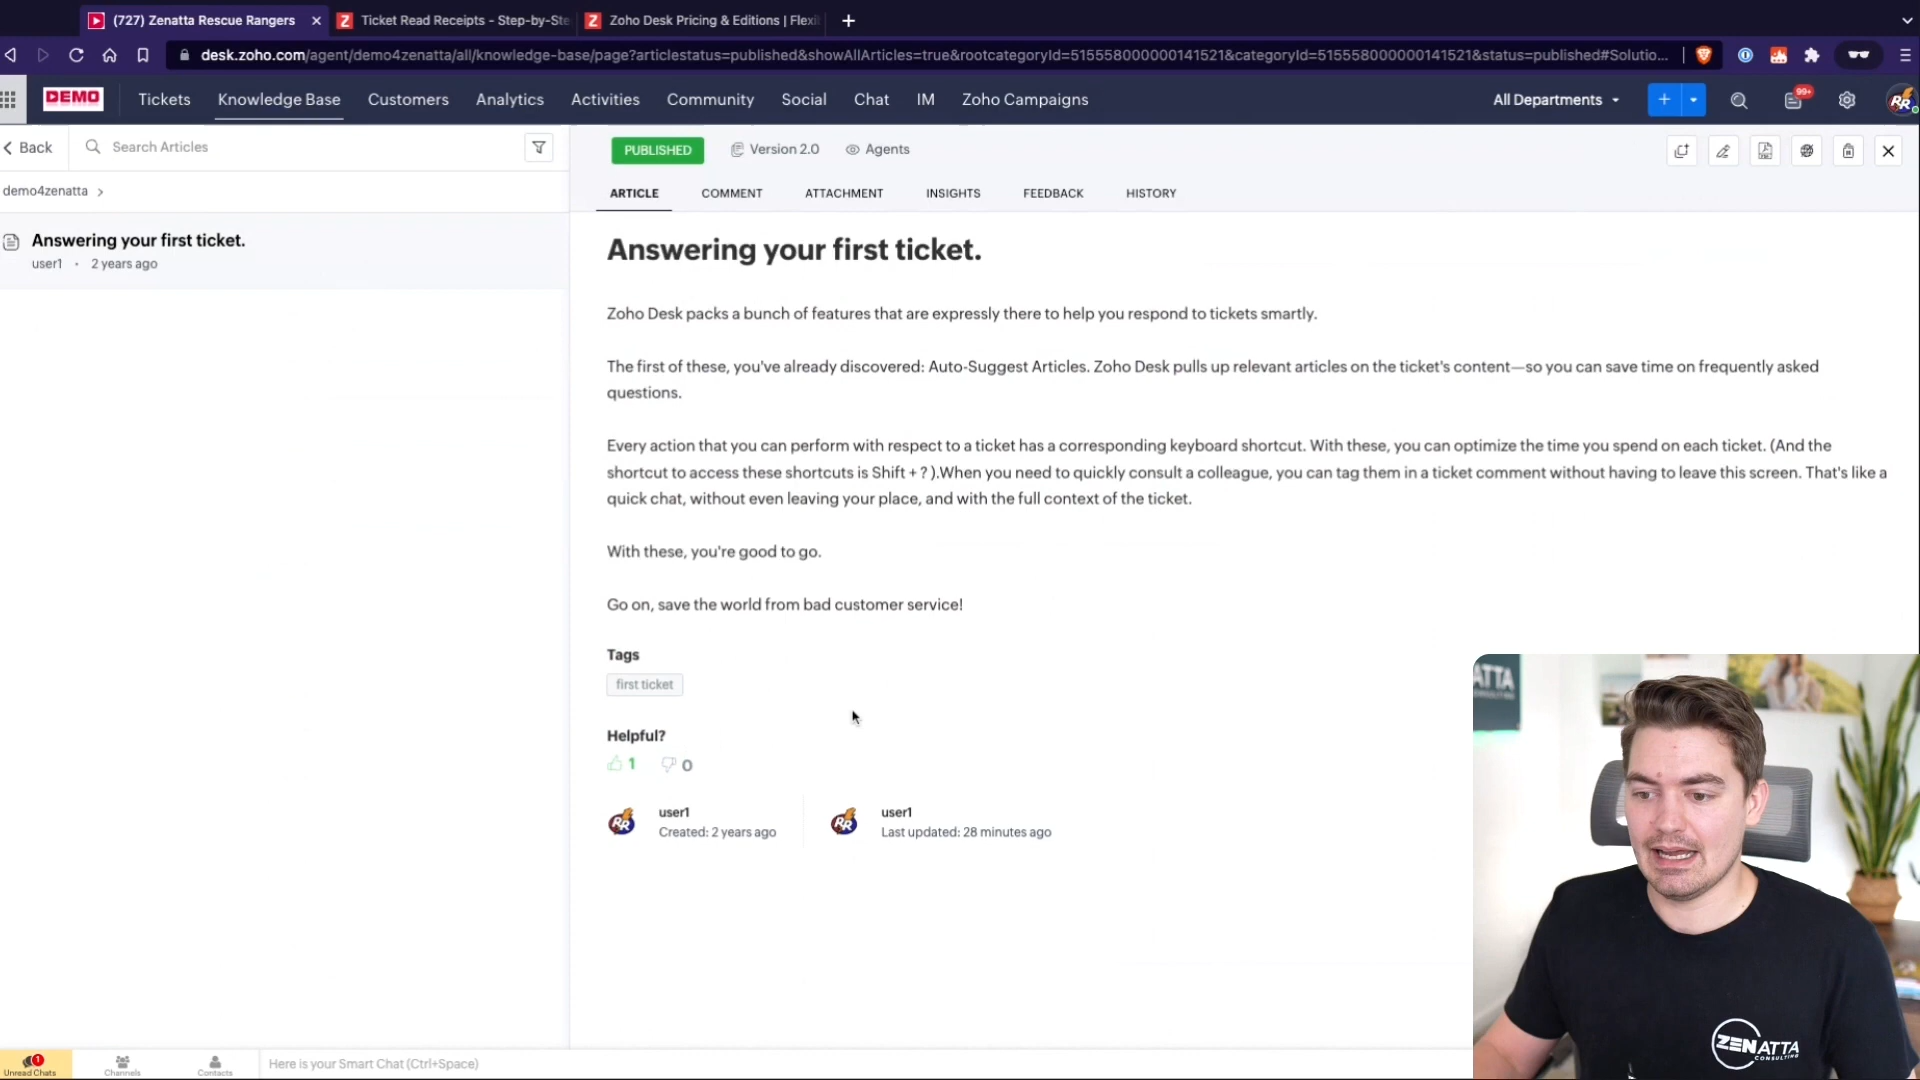 (727) Zenatta Rescue Rangers
Ticket Read Receipts - Step-by-Ste
Zoho Desk Pricing & Editions | Flexi
desk.zoho.com/agent/demo4zenatta/all/knowledge-base/page?articlestatus=published&showAllArticles=true&rootcategoryId=515558000000141521&categoryId=515558000000141521&status=published#Solutio...
DEMO
Tickets
Knowledge Base
Customers
Analytics
Activities
Community
Social
Chat
IM
Zoho Campaigns
All Departments
99+
RR
Back
Search Articles
PUBLISHED
Version 2.0
Agents
demo4zenatta
ARTICLE
COMMENT
ATTACHMENT
INSIGHTS
FEEDBACK
HISTORY
Answering your first ticket.
user1 • 2 years ago
Answering your first ticket.
Zoho Desk packs a bunch of features that are expressly there to help you respond to tickets smartly.
The first of these, you've already discovered: Auto-Suggest Articles. Zoho Desk pulls up relevant articles on the ticket's content—so you can save time on frequently asked
questions.
Every action that you can perform with respect to a ticket has a corresponding keyboard shortcut. With these, you can optimize the time you spend on each ticket. (And the
shortcut to access these shortcuts is Shift + ? ).When you need to quickly consult a colleague, you can tag them in a ticket comment without having to leave this screen. That's like a
quick chat, without even leaving your place, and with the full context of the ticket.
With these, you're good to go.
Go on, save the world from bad customer service!
Tags
first ticket
Helpful?
1
0
RR
user1
Created: 2 years ago
RR
user1
Last updated: 28 minutes ago
ATTA
ZENATTA
CONSULTING
1
Unread Chats
Channels
Contacts
Here is your Smart Chat (Ctrl+Space)